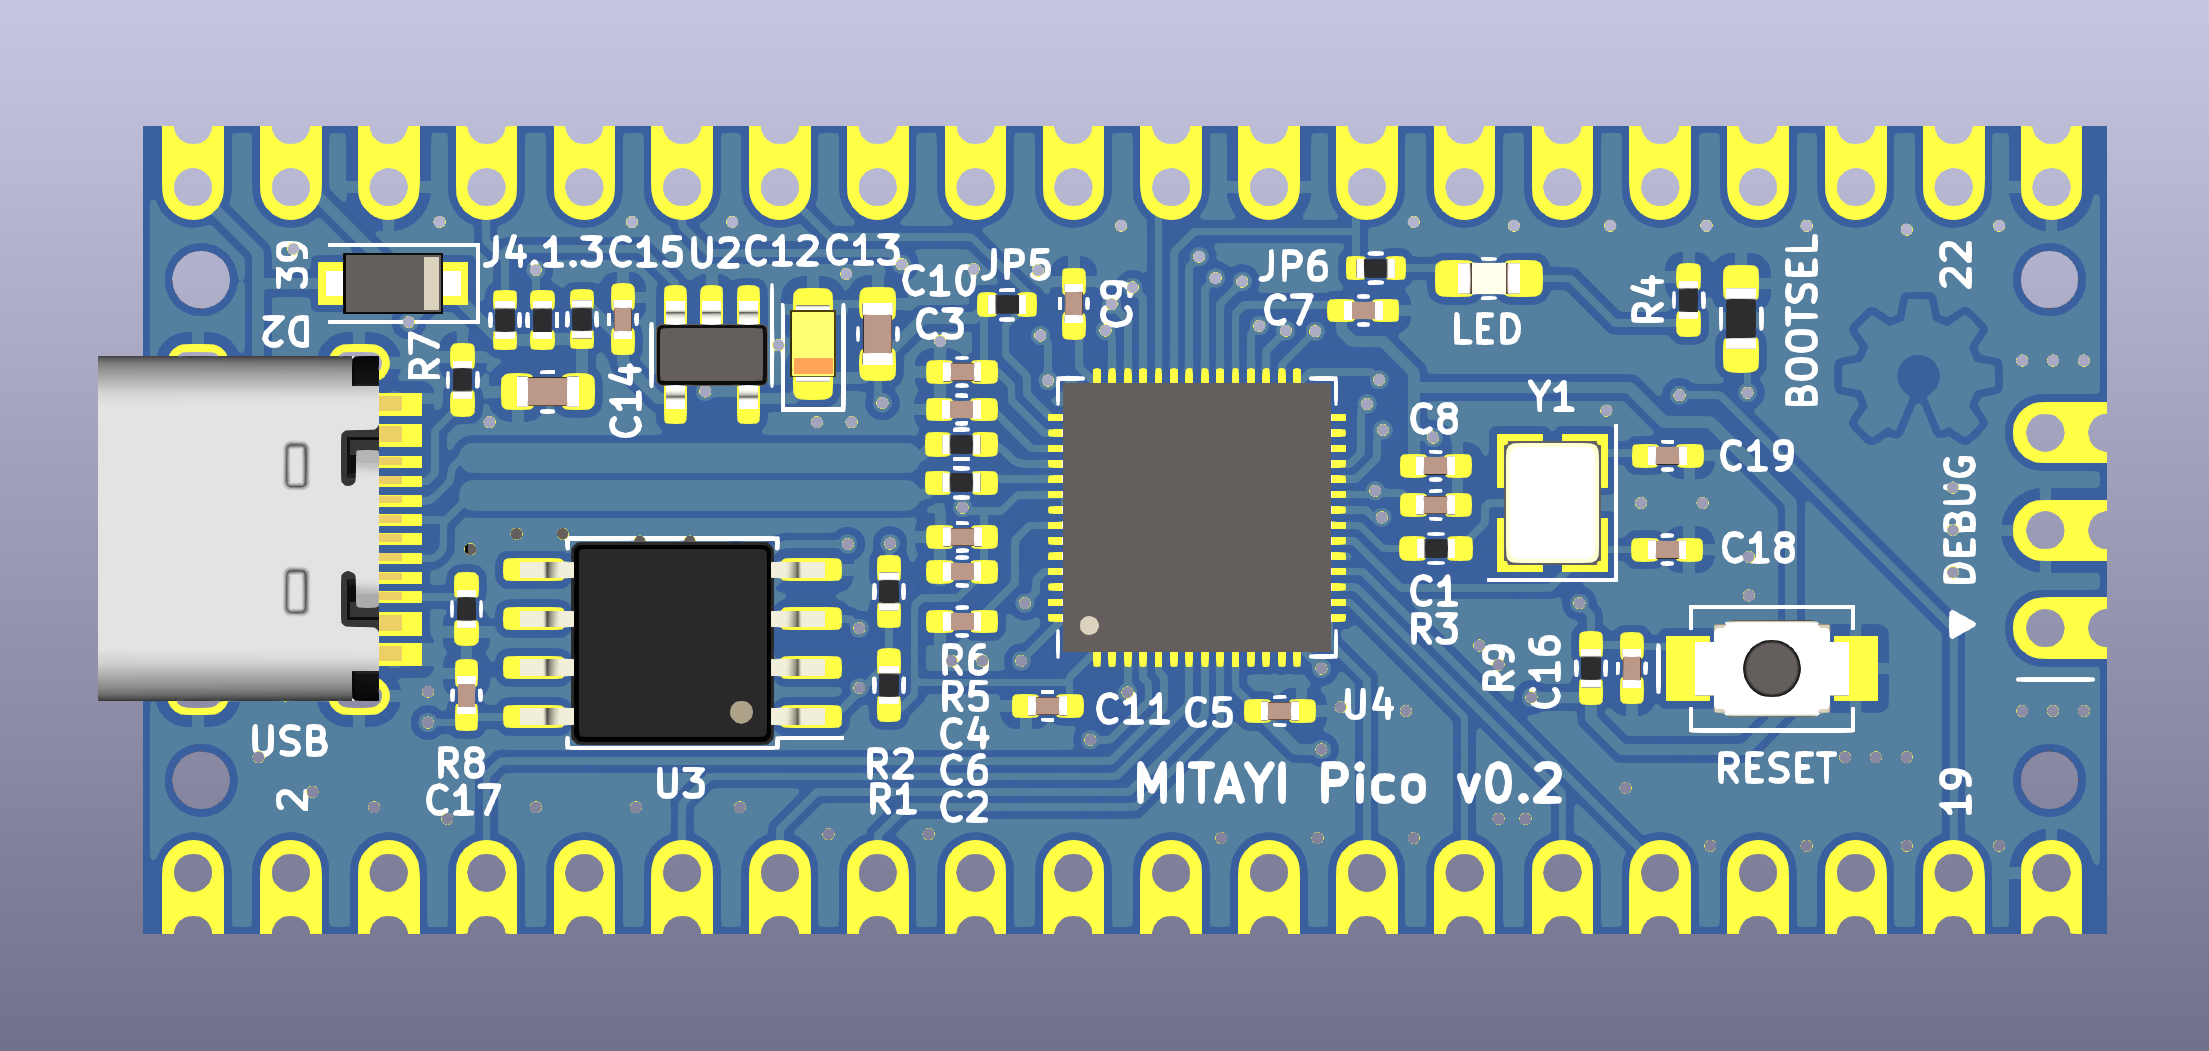 39
D2
R7
J4.1.3
C15
U2
C12
C13
C14
C10
C3
JP5
C9
JP6
C7
LED
R4
BOOTSEL
22
C8
Y1
C19
C18
DEBUG
C1
R3
R9
C16
RESET
19
USB
2
R8
C17
U3
R2
R1
R6
R5
C4
C6
C2
C11
C5
U4
MITAYI Pico v0.2